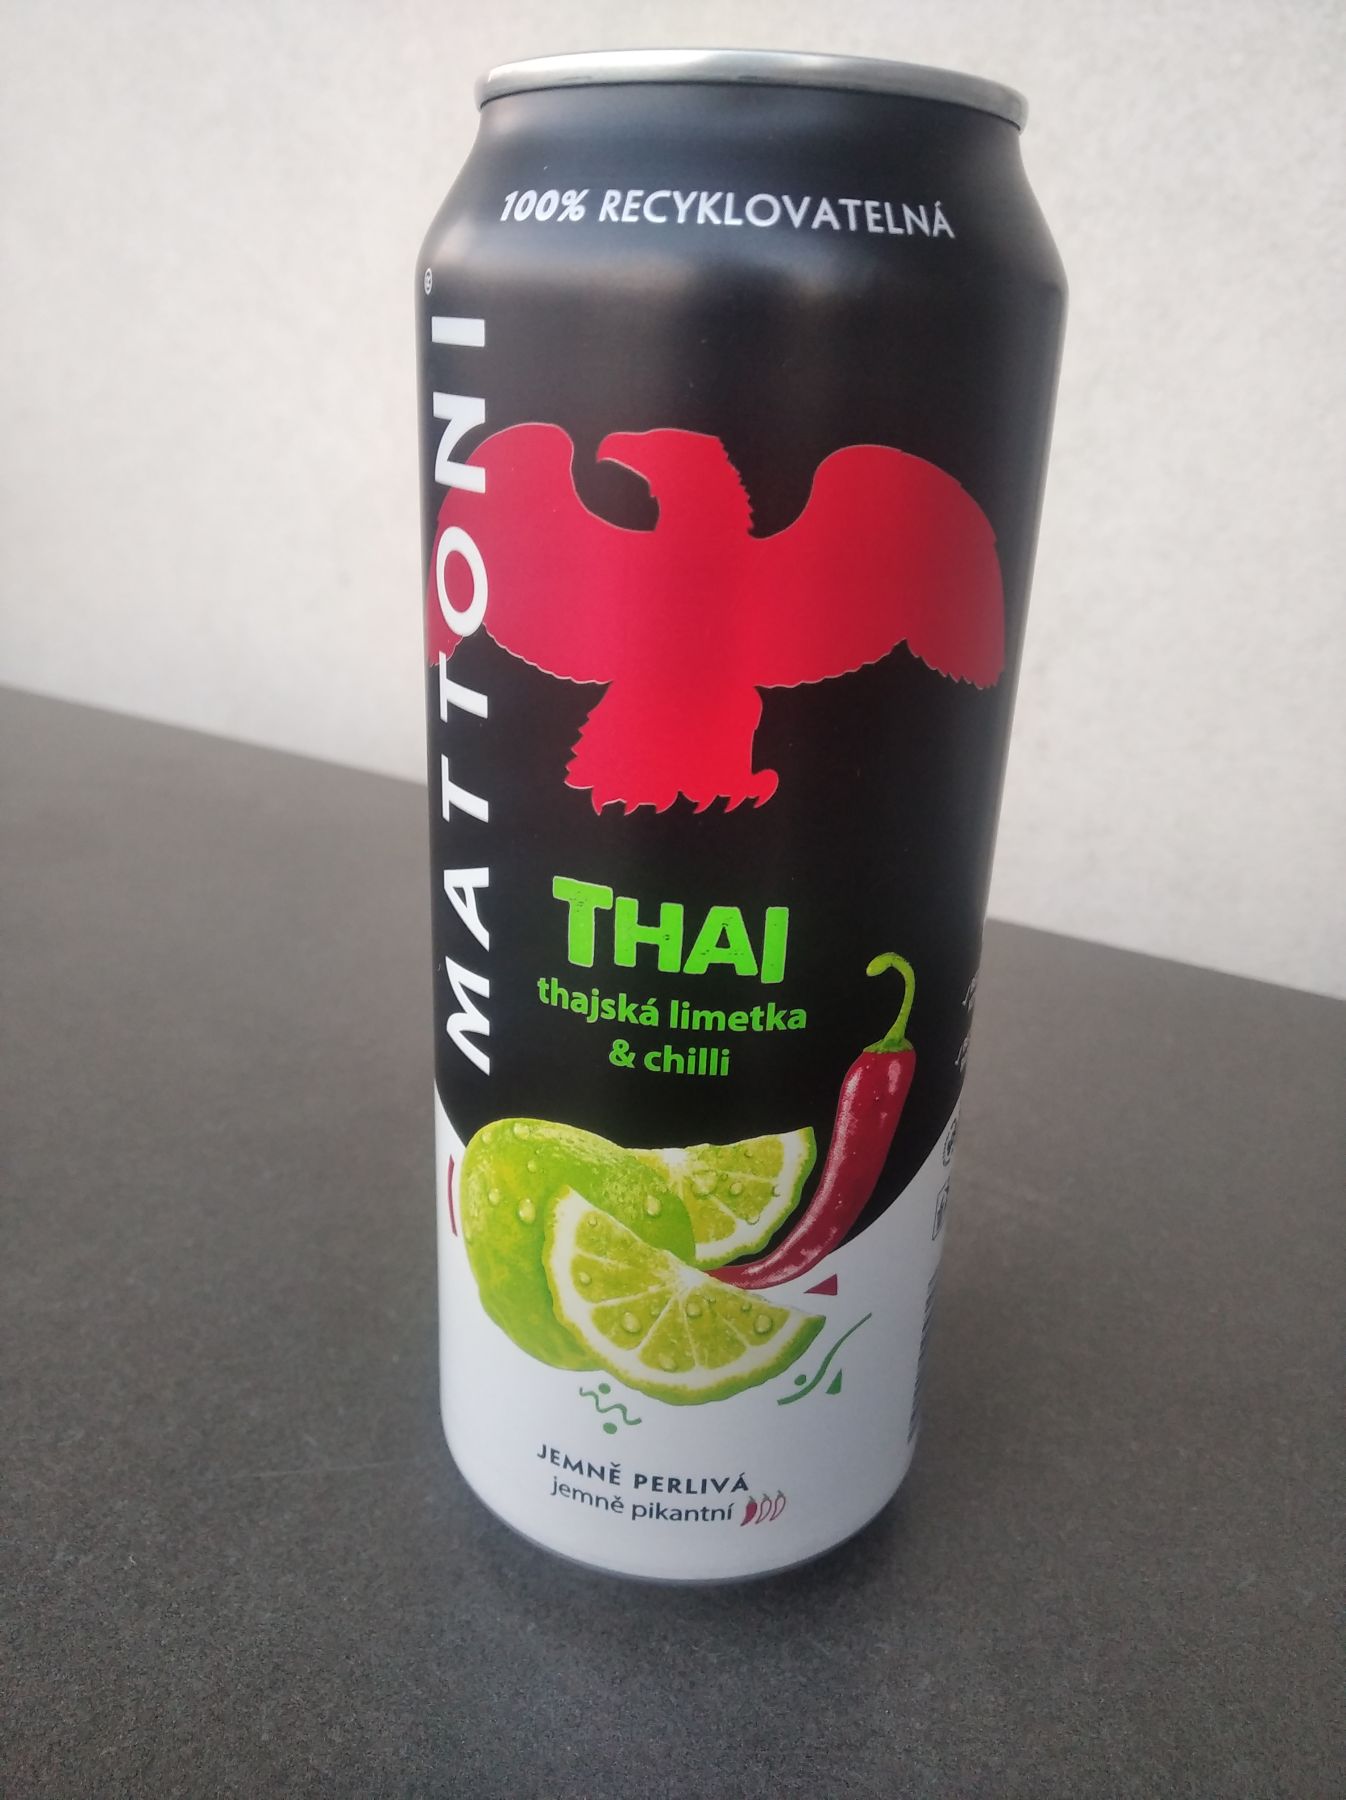 100% RECYKLOVATELNÁ
MATTONI®
THAI
thajská limetka
& chilli
JEMNĚ PERLIVÁ
jemně pikantní